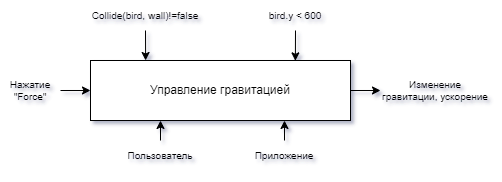 Collide(bird, wall)!=false
bird.y < 600
Нажатие
"Force"
Управление гравитацией
Изменение
гравитации, ускорение
Пользователь
Приложение